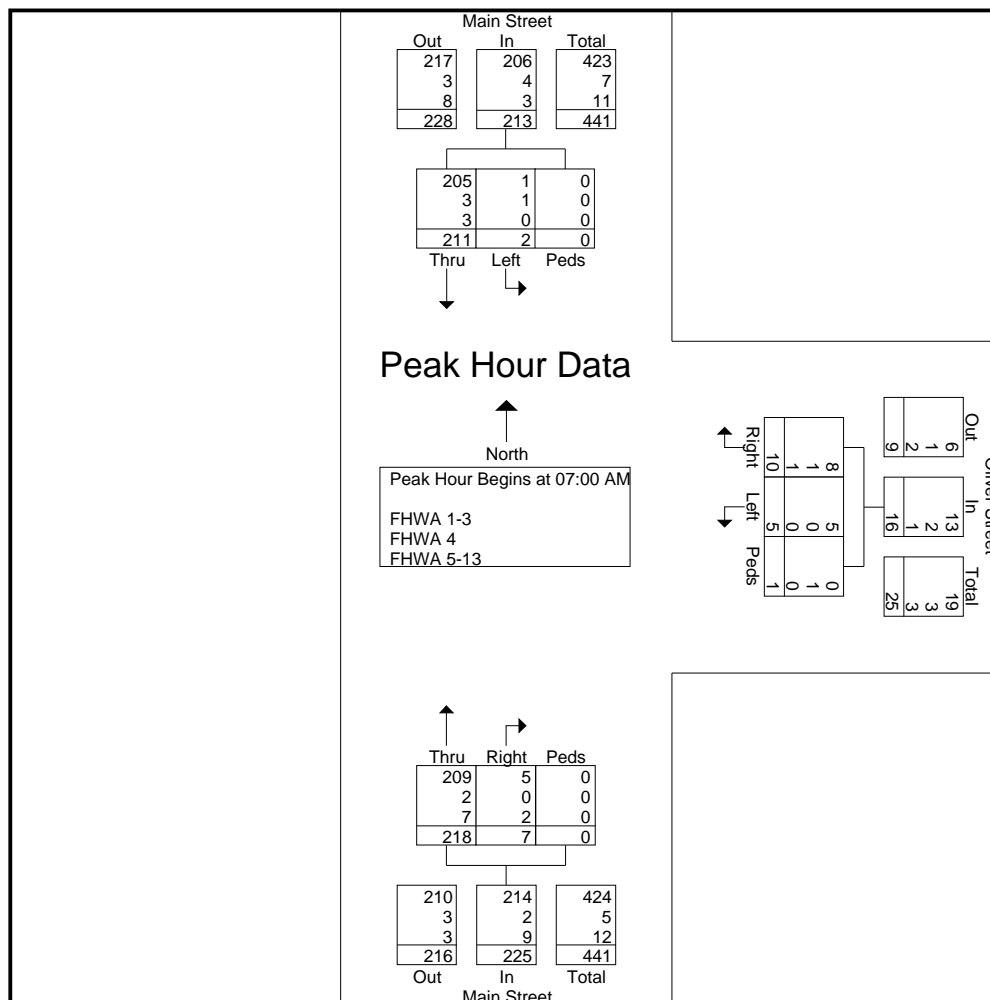 Main Street
Out In Total
217 206 423
3 4 7
8 3 11
228 213 441
205 1 0
3 1 0
3 0 0
211 2 0
Thru Left Peds
Peak Hour Data
North
Peak Hour Begins at 07:00 AM
FHWA 1-3
FHWA 4
FHWA 5-13
Right Left Peds
8 5 0
1 0 1
1 0 0
10 5 1
Street
Out In Total
6 13 19
1 2 3
2 1 3
9 16 25
Thru Right Peds
209 5 0
2 0 0
7 2 0
218 7 0
210 214 424
3 2 5
3 9 12
216 225 441
Out In Total
Main Street